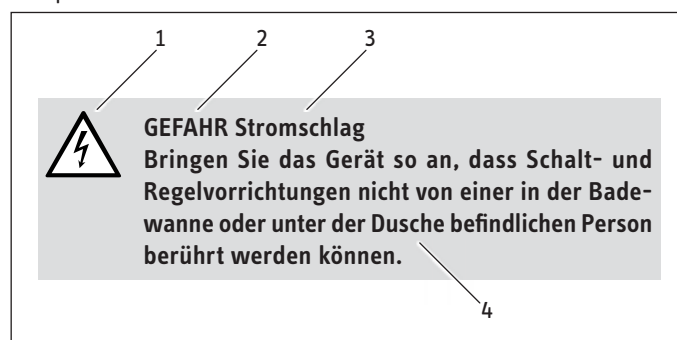 1 2 3
GEFAHR Stromschlag
Bringen Sie das Gerät so an, dass Schalt- und
Regelvorrichtungen nicht von einer in der Bade-
wanne oder unter der Dusche befindlichen Person
berührt werden können.
4